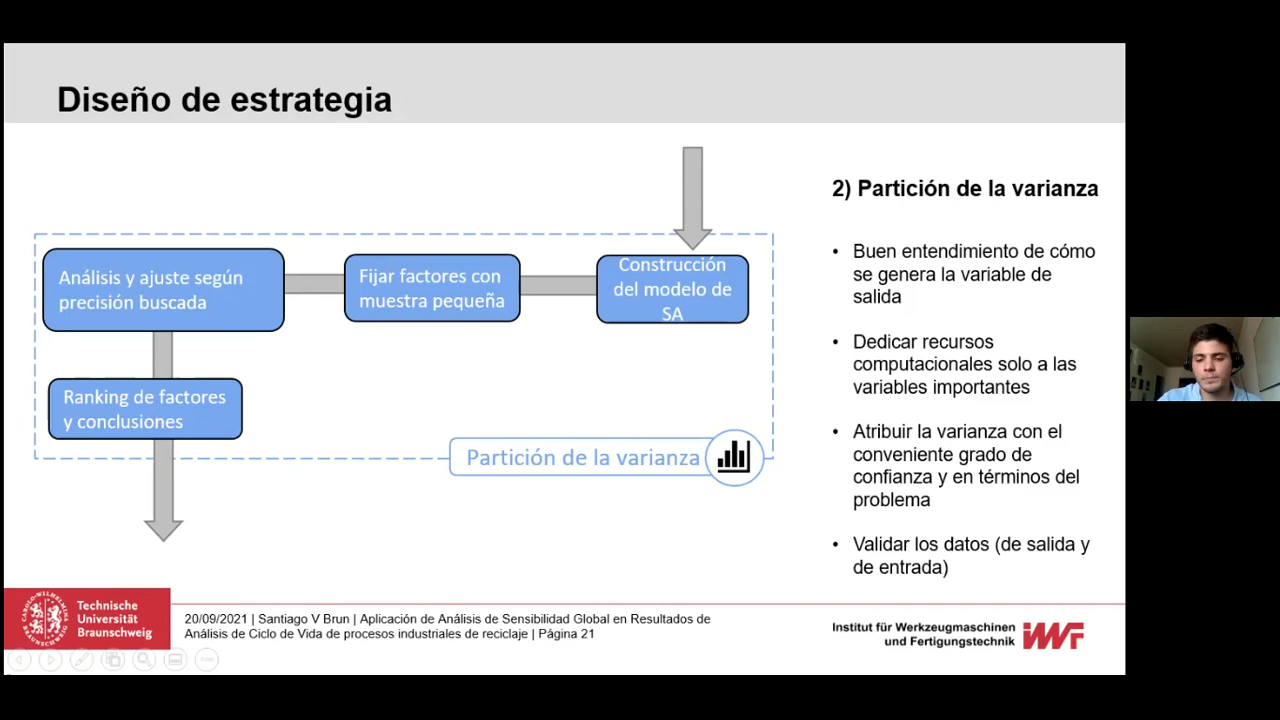 Diseño de estrategia
Análisis y ajuste según
precisión buscada
Fijar factores con
muestra pequeña
Construcción
del modelo de
SA
Ranking de factores
y conclusiones
Partición de la varianza
2) Partición de la varianza
• Buen entendimiento de cómo
se genera la variable de
salida
• Dedicar recursos
computacionales solo a las
variables importantes
• Atribuir la varianza con el
conveniente grado de
confianza y en términos del
problema
• Validar los datos (de salida y
de entrada)
Technische
Universität
Braunschweig
20/09/2021 | Santiago V Brun | Aplicación de Análisis de Sensibilidad Global en Resultados de
Análisis de Ciclo de Vida de procesos industriales de reciclaje | Página 21
Institut für Werkzeugmaschinen
und Fertigungstechnik
iWF